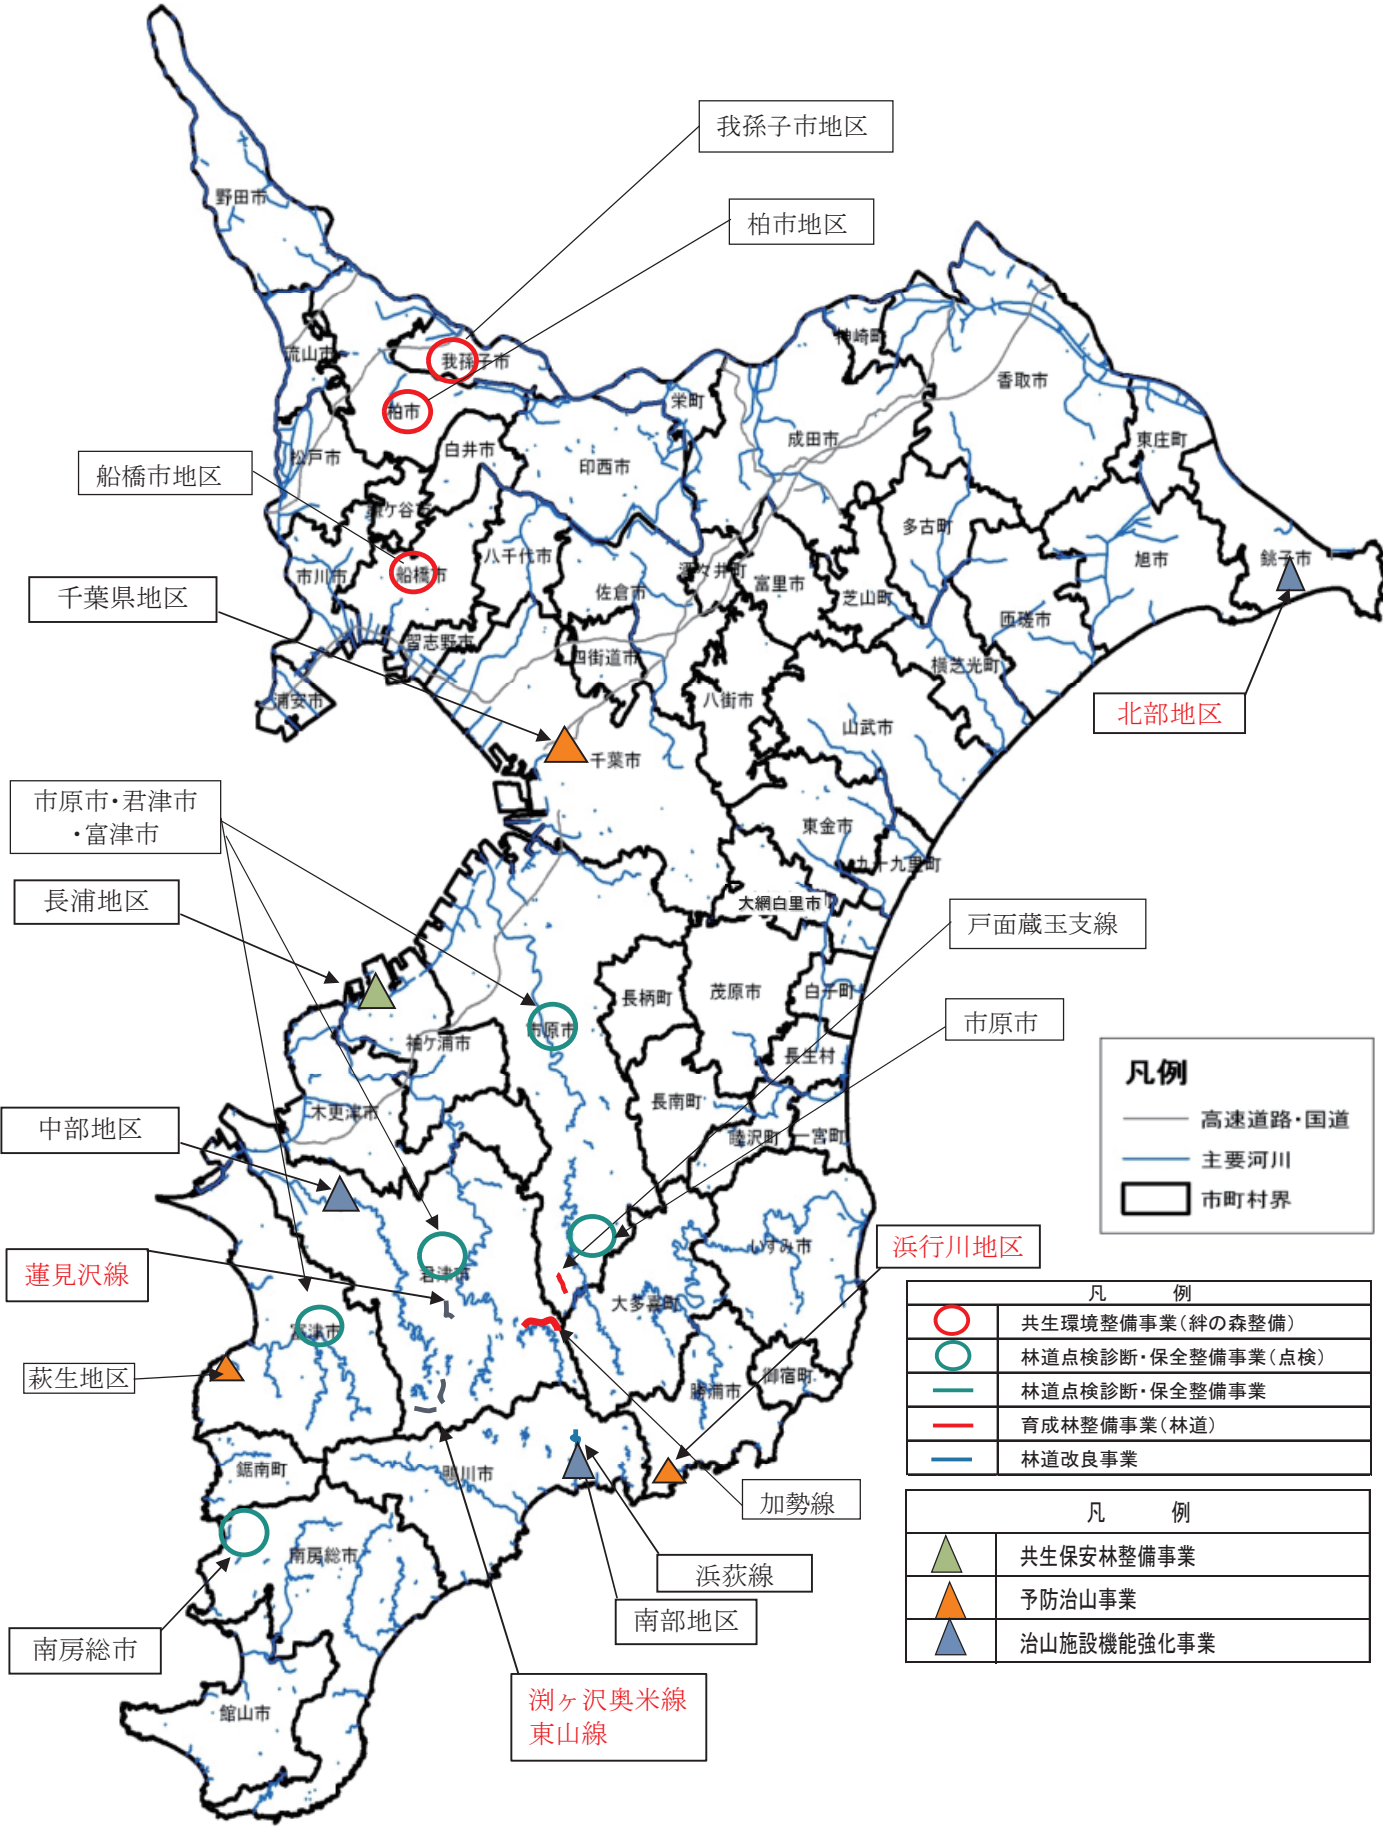 我孫子市地区
柏市地区
野田市
流山市
我孫子市
柏市
神崎町
香取市
栄町
成田市
東庄町
松戸市
白井市
印西市
船橋市地区
鎌ケ谷市
多古町
八千代市
旭市
銚子市
市川市
船橋市
酒々井町
富里市
佐倉市
芝山町
千葉県地区
匝瑳市
習志野市
四街道市
横芝光町
浦安市
八街市
北部地区
山武市
千葉市
市原市・君津市
・富津市
東金市
九十九里町
長浦地区
大網白里市
戸面蔵玉支線
長柄町
茂原市
白子町
市原市
市原市
袖ケ浦市
長生村
木更津市
長南町
中部地区
睦沢町
一宮町
凡例
高速道路・国道
主要河川
市町村界
浜行川地区
いすみ市
蓮見沢線
君津市
大多喜町
富津市
萩生地区
勝浦市
御宿町
凡　例
共生環境整備事業（絆の森整備）
林道点検診断・保全整備事業（点検）
林道点検診断・保全整備事業
育成林整備事業（林道）
林道改良事業
鋸南町
鴨川市
加勢線
凡　例
共生保安林整備事業
予防治山事業
治山施設機能強化事業
南房総市
浜荻線
南部地区
南房総市
渕ヶ沢奥米線
東山線
館山市